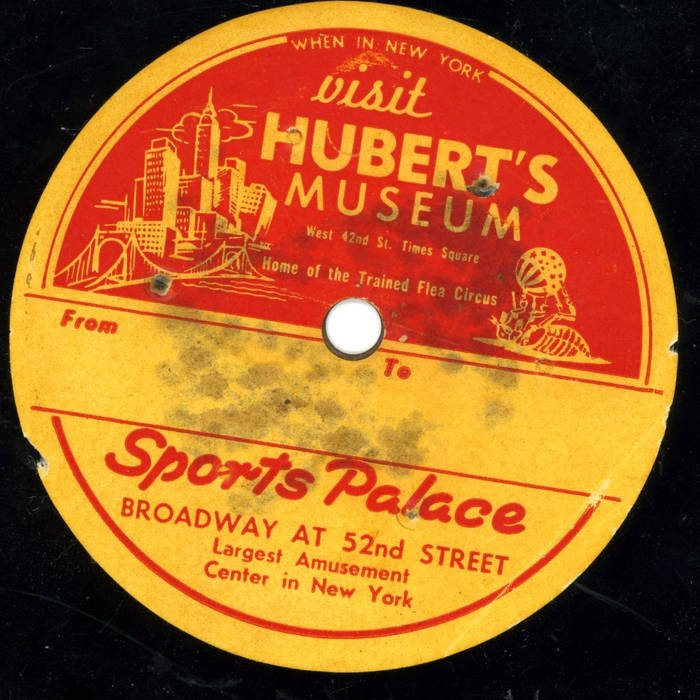 WHEN IN NEW YORK
visit
HUBERT'S
MUSEUM
West 42nd St. Times Square
Home of the Trained Flea Circus
From
To
Sports Palace
BROADWAY AT 52nd STREET
Largest Amusement
Center in New York